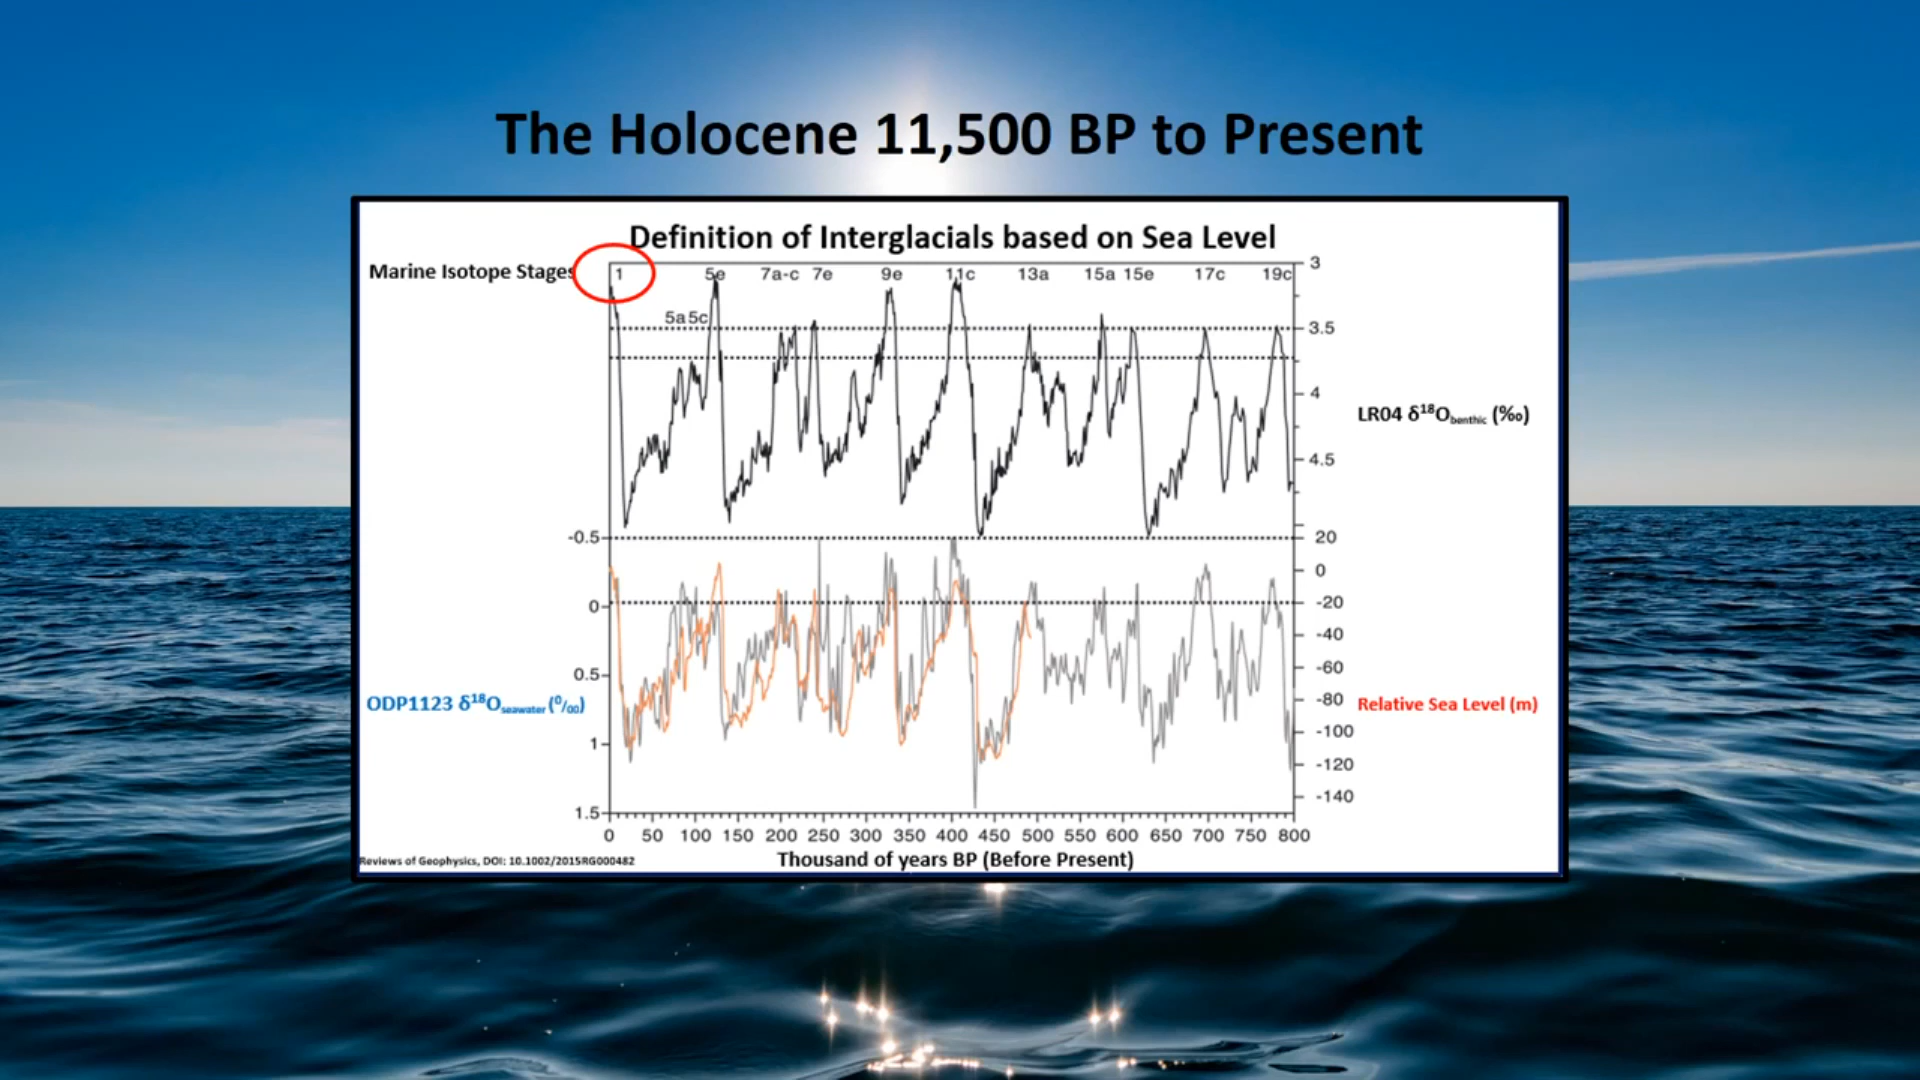 The Holocene 11,500 BP to Present
Definition of Interglacials based on Sea Level
Marine Isotope Stages
1 5e 7a-c 7e 9e 11c 13a 15a 15e 17c 19c
5a 5c
3
3.5
4
4.5
LR04 δ¹⁸Obenthic (‰)
-0.5
0
0.5
1
1.5
20
0
-20
-40
-60
-80
-100
-120
-140
ODP1123 δ¹⁸Oseawater (⁰/₀₀)
Relative Sea Level (m)
0 50 100 150 200 250 300 350 400 450 500 550 600 650 700 750 800
Thousand of years BP (Before Present)
Reviews of Geophysics, DOI: 10.1002/2015RG000482